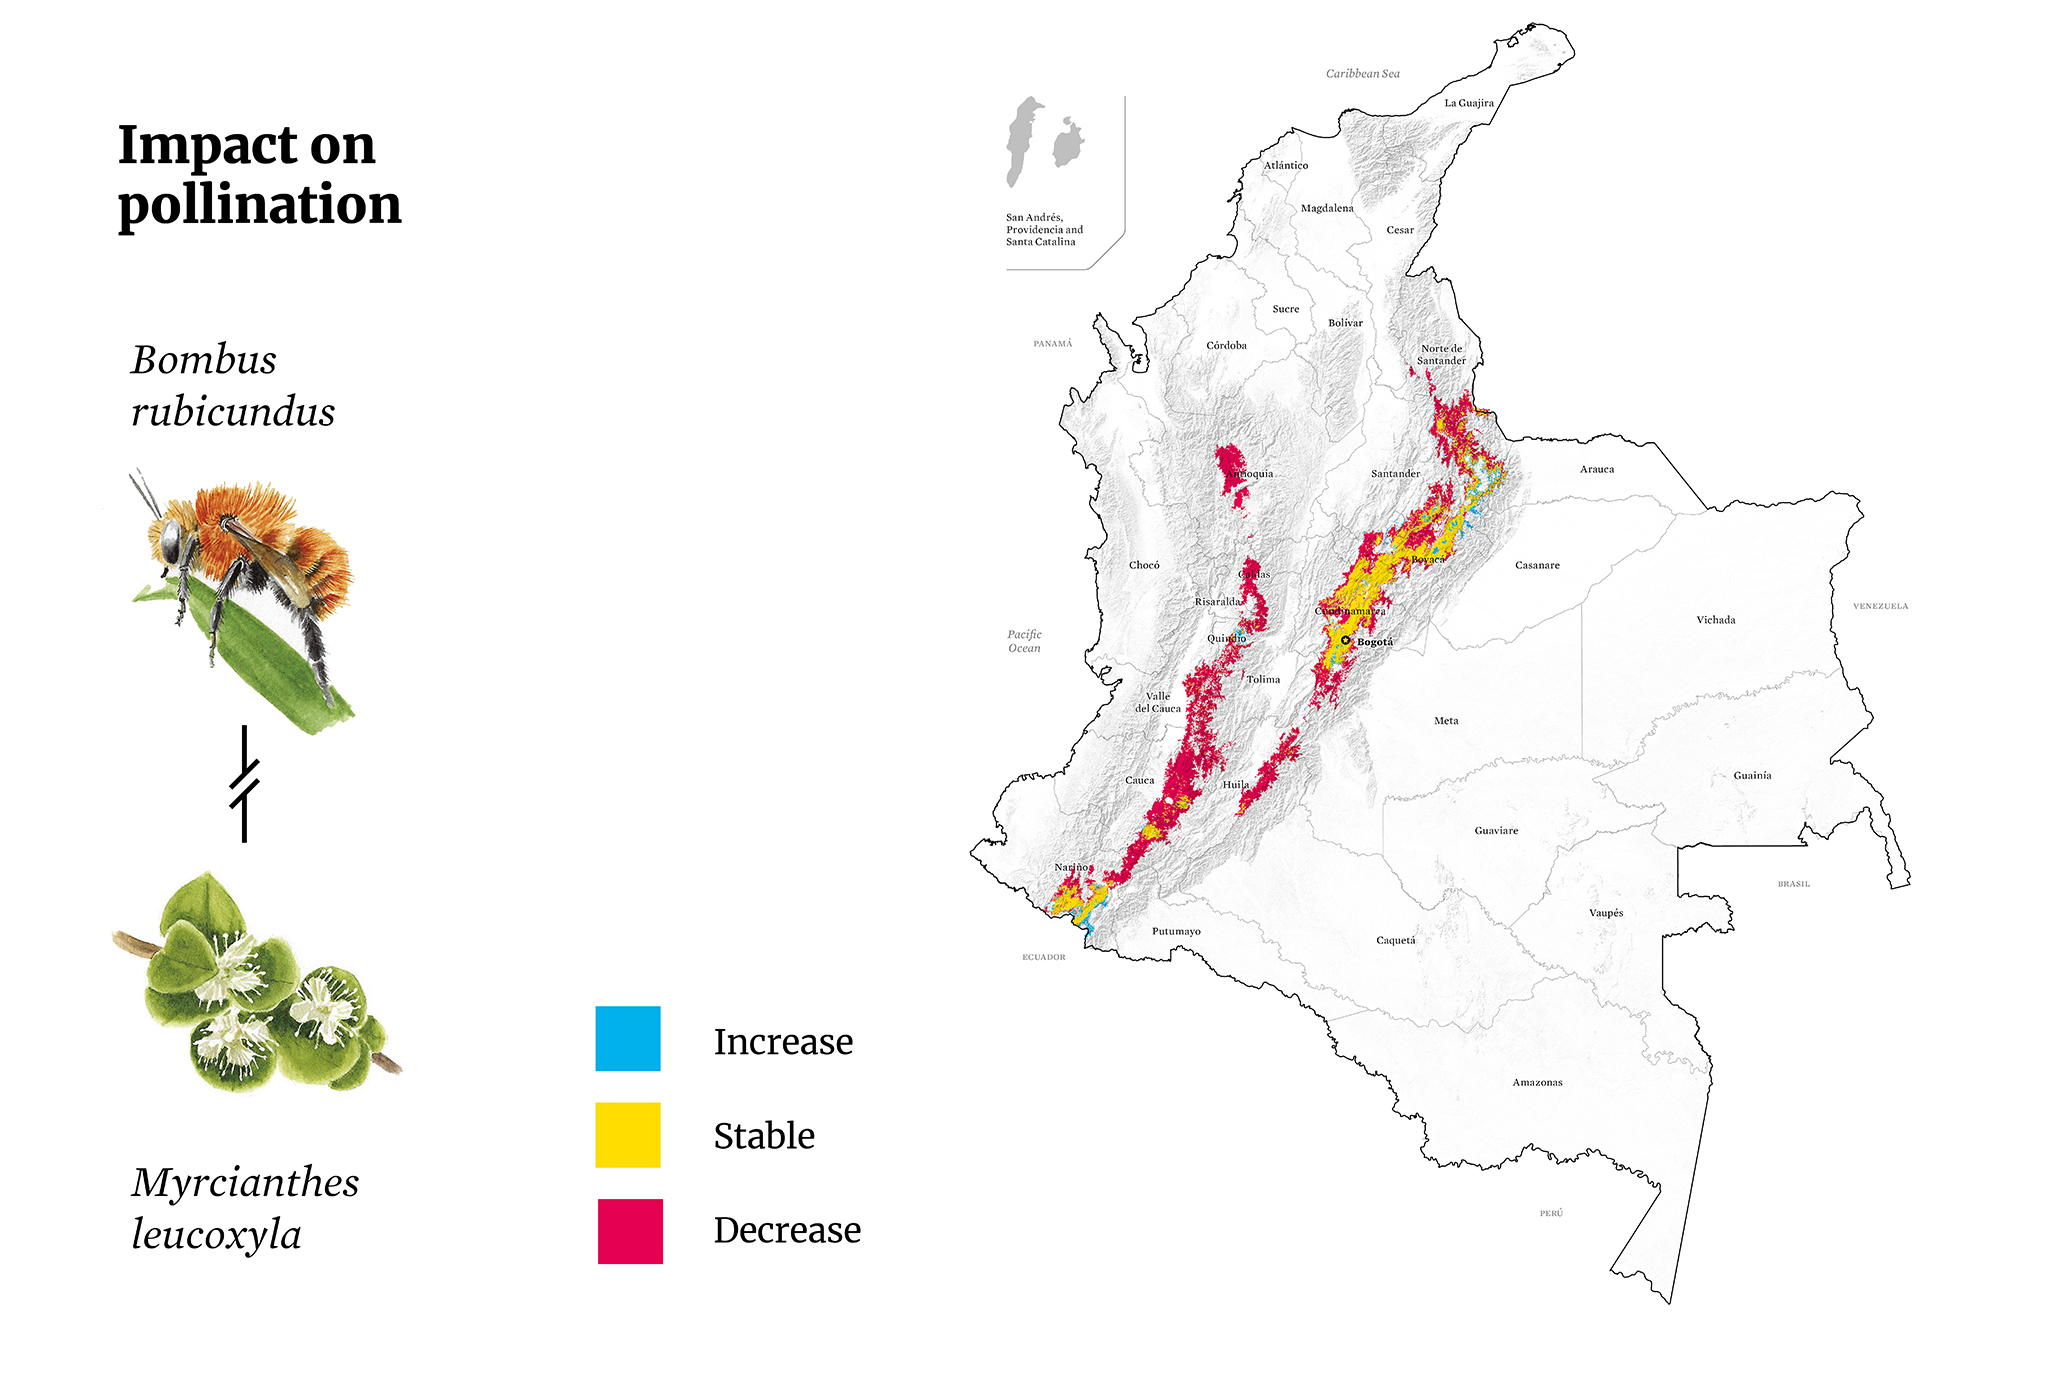 Impact on
pollination
Bombus
rubicundus
Myrcianthes
leucoxyla
Increase
Stable
Decrease
Caribbean Sea
La Guajira
San Andrés,
Providencia and
Santa Catalina
Atlántico
Magdalena
Cesar
Sucre
Bolívar
Córdoba
PANAMÁ
Norte de
Santander
Antioquia
Santander
Arauca
Chocó
Caldas
Boyacá
Casanare
Risaralda
Cundinamarca
Vichada
VENEZUELA
Pacific
Ocean
Quindío
Bogotá
Tolima
Valle
del Cauca
Meta
Cauca
Huila
Guainía
Guaviare
Nariño
BRASIL
Vaupés
Putumayo
Caquetá
ECUADOR
Amazonas
PERÚ